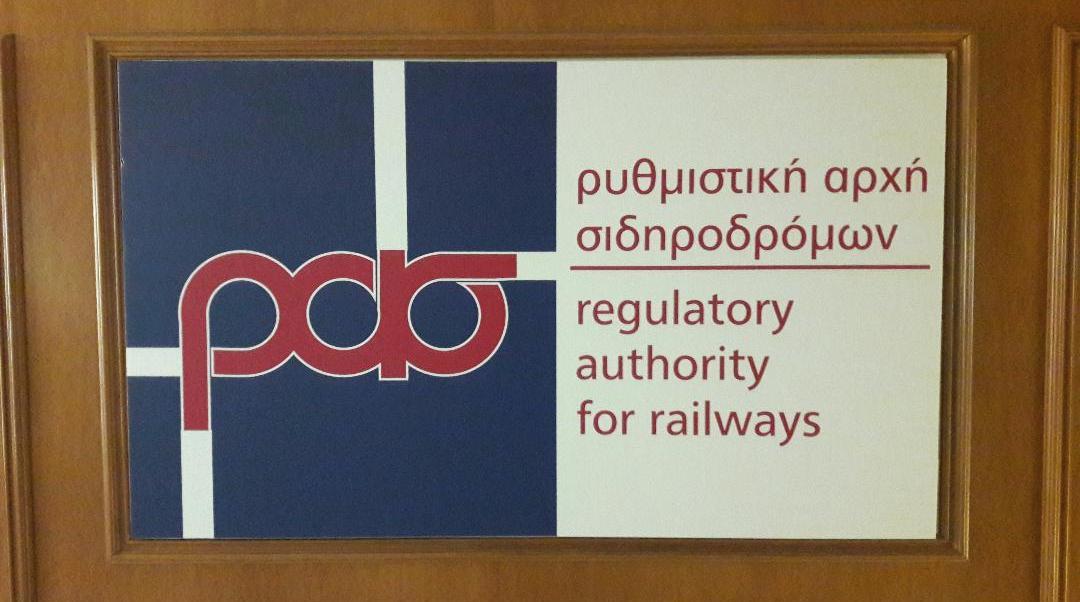 ρασ
ρυθμιστική αρχή
σιδηροδρόμων
regulatory
authority
for railways